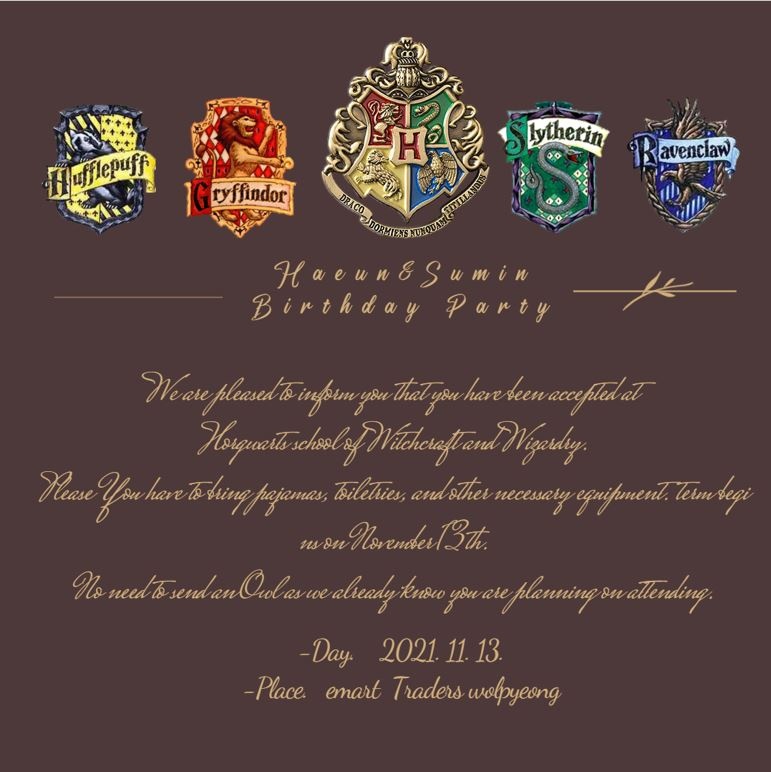 Hufflepuff
Gryffindor
H
DRACO DORMIENS NUNQUAM TITILLANDUS
Slytherin
Ravenclaw
Haeun&Sumin
Birthday Party
We are pleased to inform you that you have been accepted at
Horquarts school of Witchcraft and Wizardry.
Please You have to bring pajamas, toiletries, and other necessary equipment. term begi
ns on November 13th.
No need to send an Owl as we already know you are planning on attending.
-Day. 2021. 11. 13.
-Place. emart Traders wolpyeong